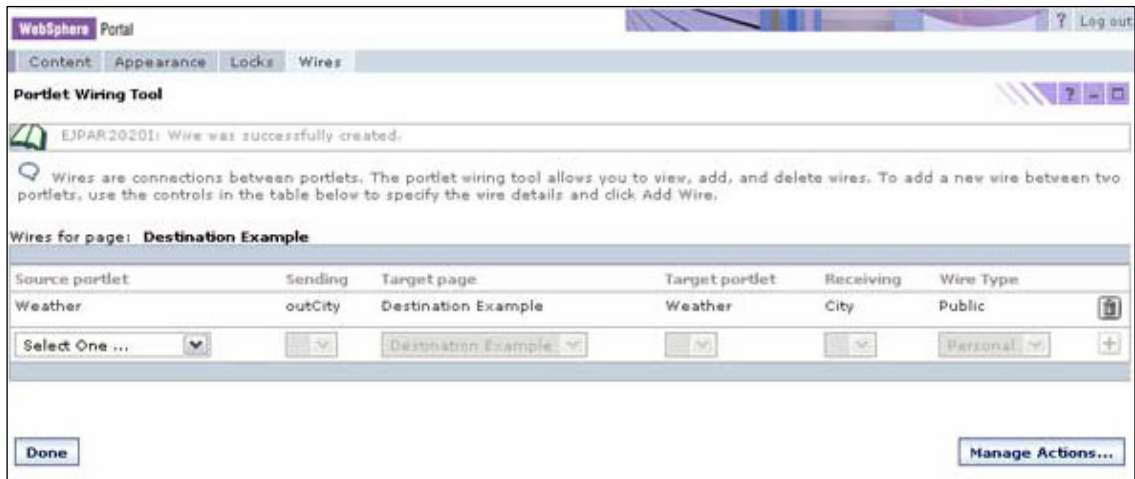 WebSphere Portal
? Log out
Content Appearance Locks Wires
Portlet Wiring Tool
?
EJPAR2020I: Wire was successfully created.
Wires are connections between portlets. The portlet wiring tool allows you to view, add, and delete wires. To add a new wire between two
portlets, use the controls in the table below to specify the wire details and click Add Wire.
Wires for page: Destination Example
Source portlet Sending Target page Target portlet Receiving Wire Type
Weather outCity Destination Example Weather City Public
Select One ... Destination Example Personal
Done Manage Actions...